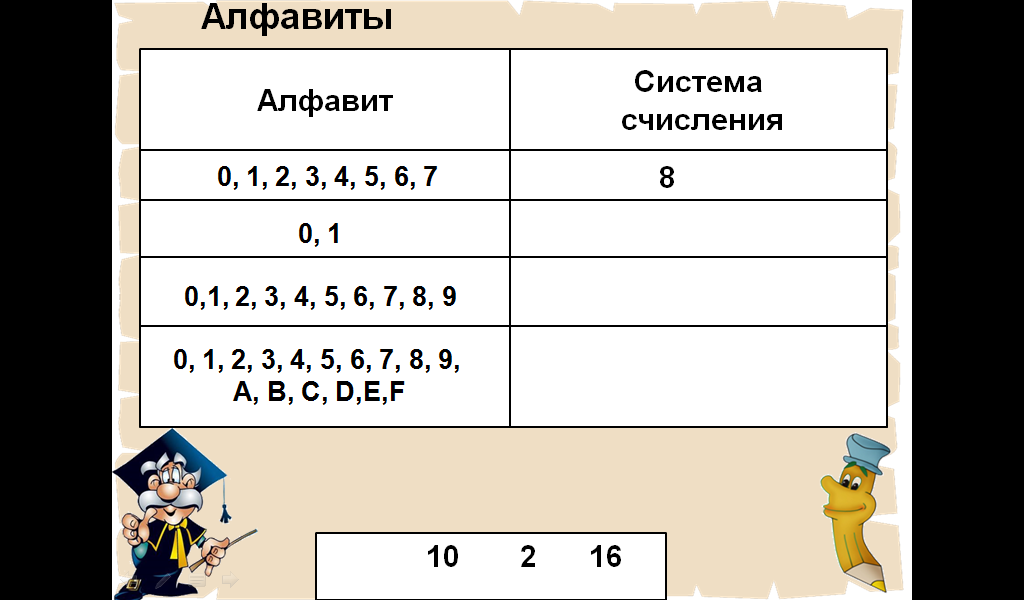 Алфавиты
Алфавит
Система
счисления
0, 1, 2, 3, 4, 5, 6, 7
8
0, 1
0,1, 2, 3, 4, 5, 6, 7, 8, 9
0, 1, 2, 3, 4, 5, 6, 7, 8, 9,
A, B, C, D,E,F
10 2 16